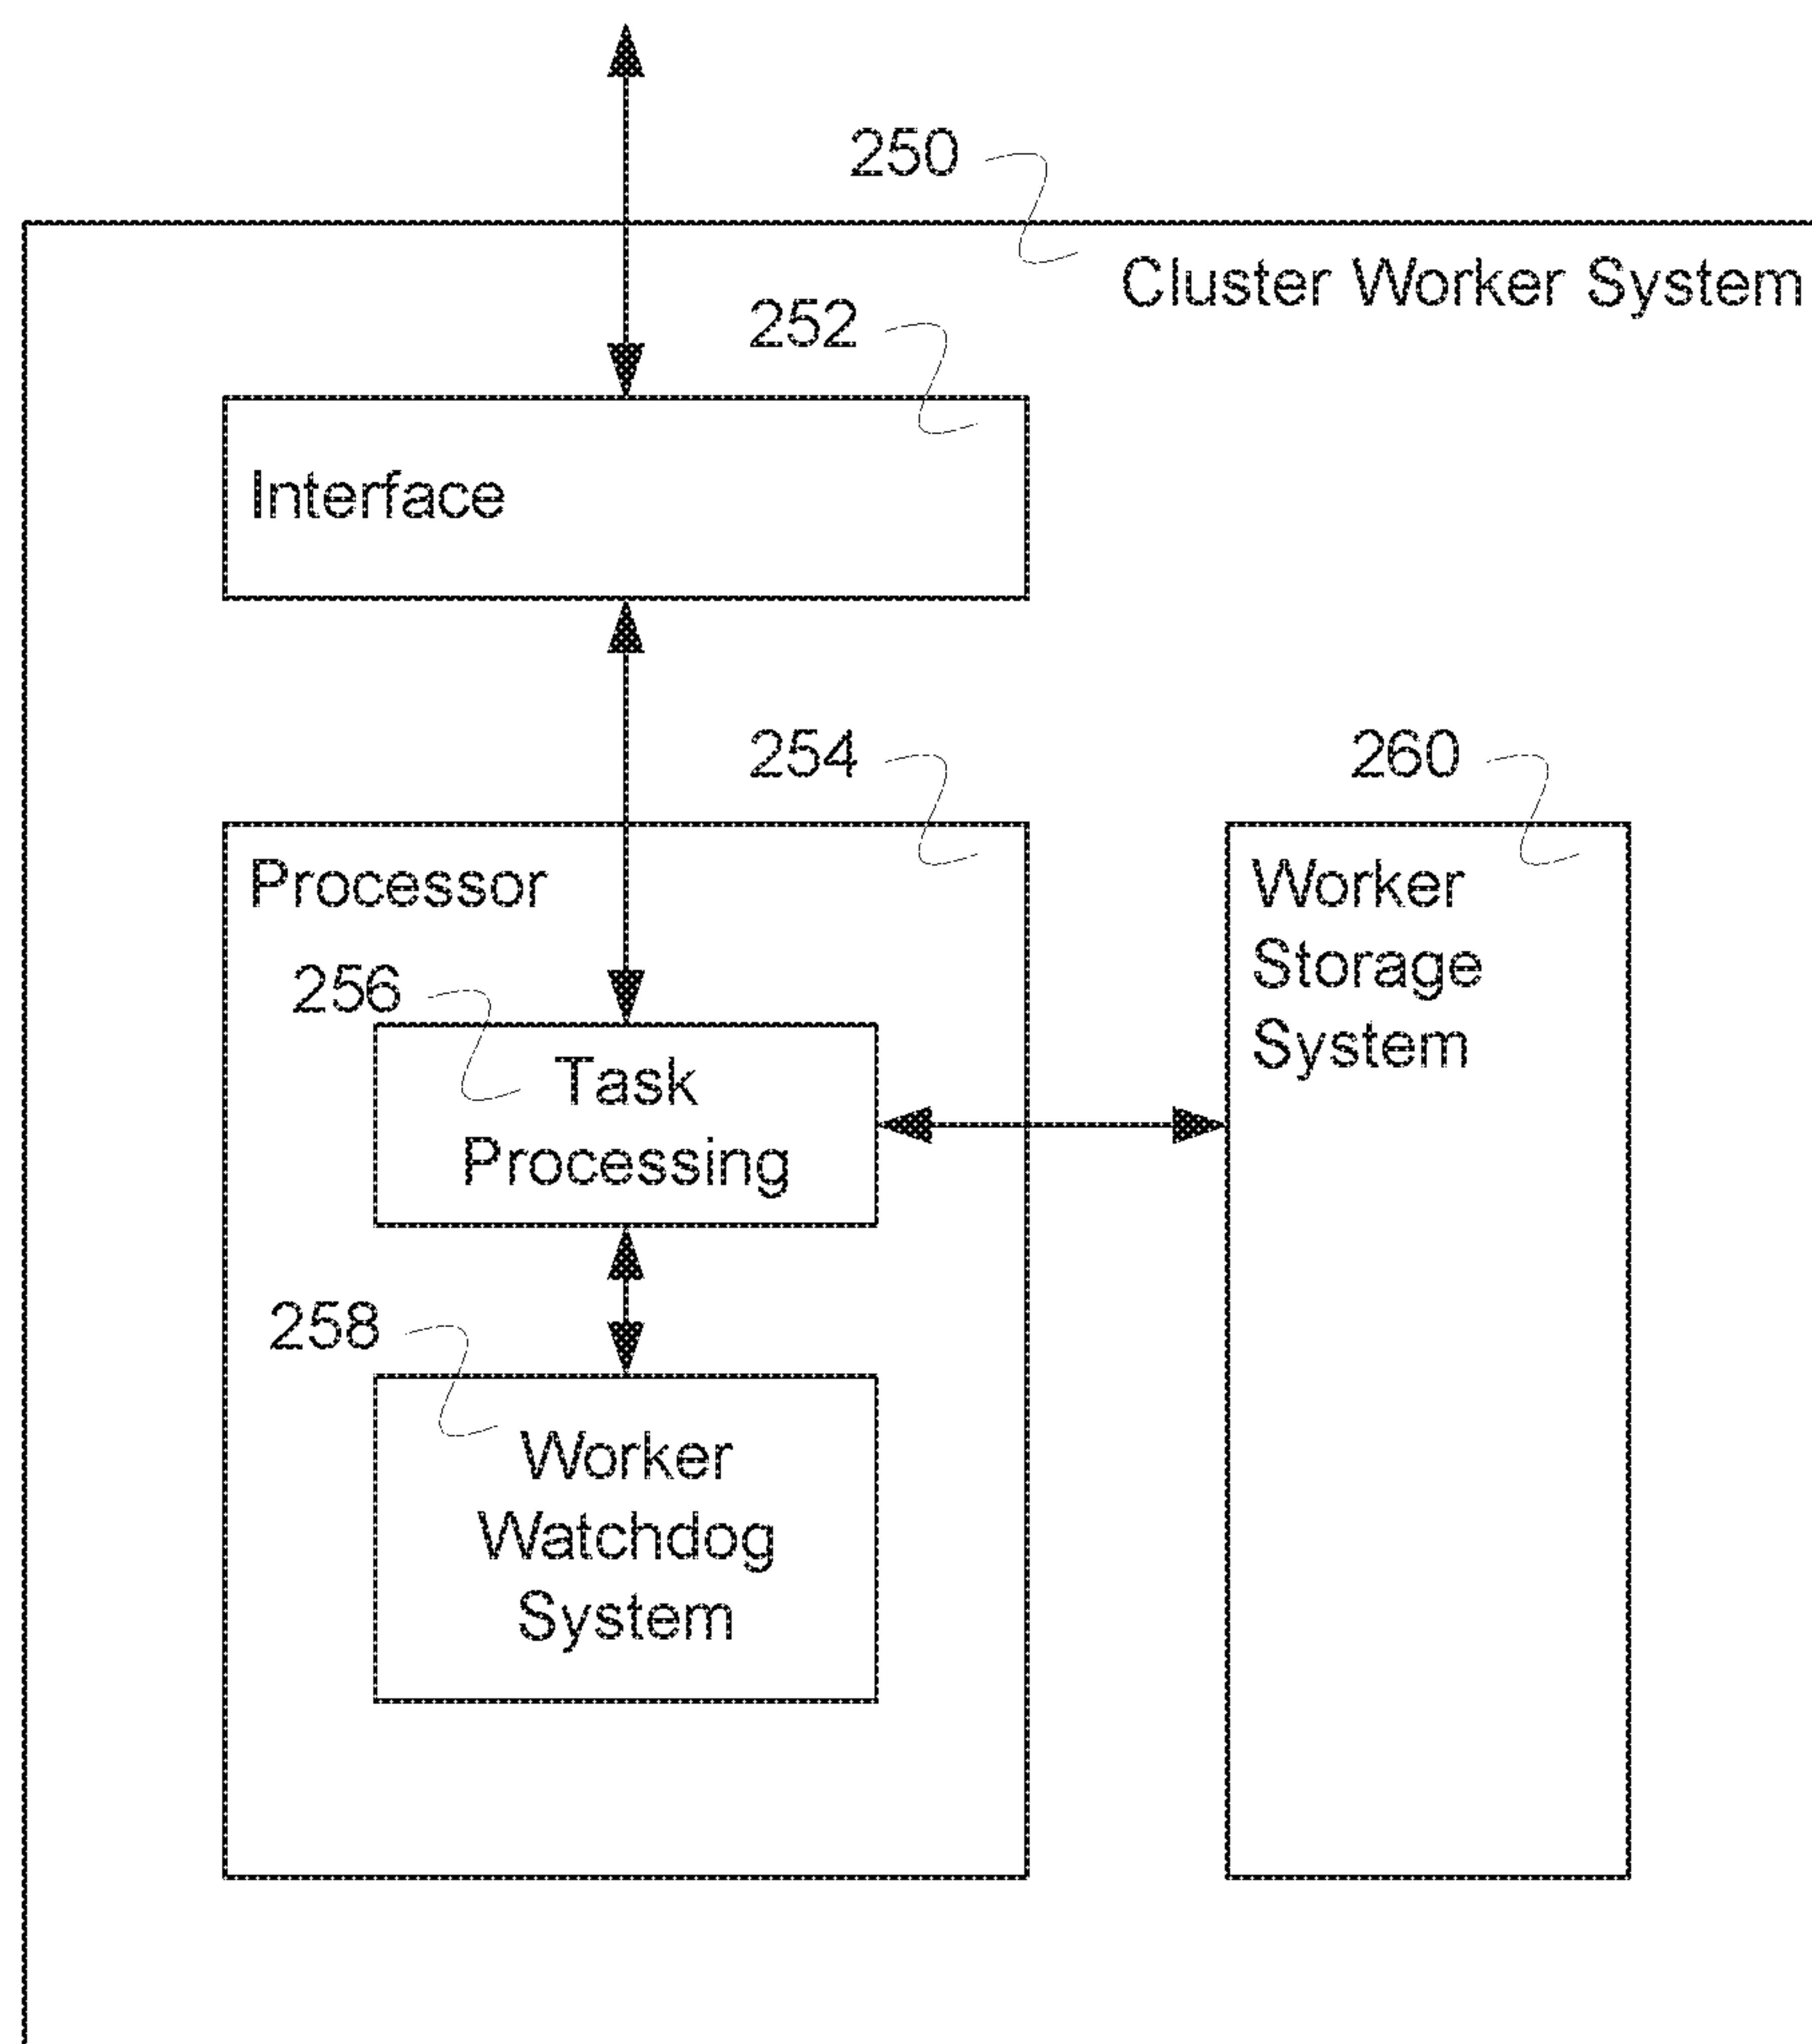 250
Cluster Worker System
252
Interface
254
260
Processor
Worker
Storage
System
256
Task
Processing
258
Worker
Watchdog
System